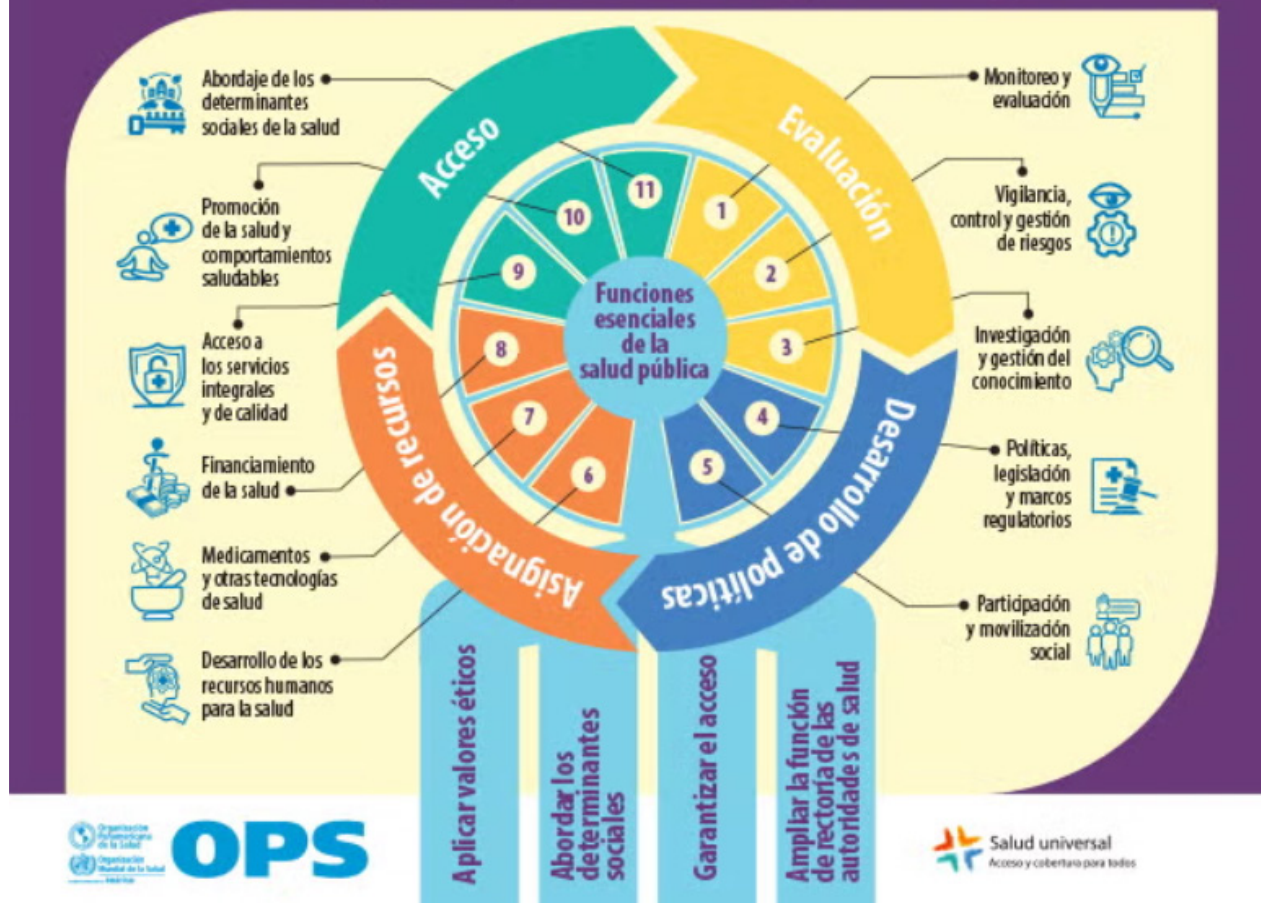 Abordaje de los
determinantes
sociales de la salud
Promoción
de la salud y
comportamientos
saludables
Acceso a
los servicios
integrales
y de calidad
Financiamiento
de la salud
Medicamentos
y otras tecnologías
de salud
Desarrollo de los
recursos humanos
para la salud
Acceso
Evaluación
Desarrollo de políticas
Asignación de recursos
1
2
3
4
5
6
7
8
9
10
11
Funciones
esenciales
de la
salud pública
Monitoreo y
evaluación
Vigilancia,
control y gestión
de riesgos
Investigación
y gestión del
conocimiento
Políticas,
legislación
y marcos
regulatorios
Participación
y movilización
social
Aplicar valores éticos
Abordar los
determinantes
sociales
Garantizar el acceso
Ampliar la función
de rectoría de las
autoridades de salud
Organización
Panamericana
de la Salud
Organización
Mundial de la Salud
OPS
Salud universal
Acceso y cobertura para todos